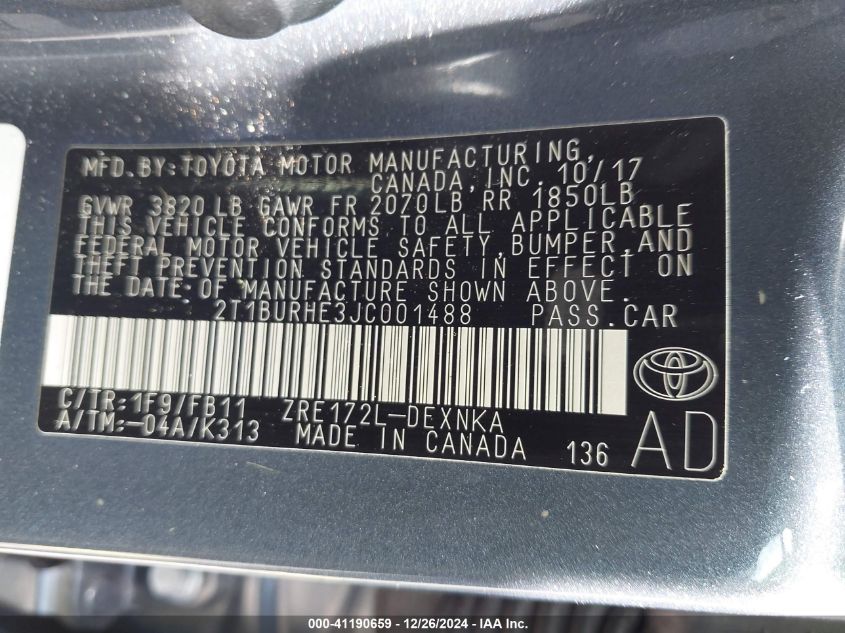 MFD.BY:TOYOTA MOTOR MANUFACTURING,
CANADA,INC. 10/17
GVWR 3820 LB GAWR FR 2070LB RR 1850LB
THIS VEHICLE CONFORMS TO ALL APPLICABLE
FEDERAL MOTOR VEHICLE SAFETY,BUMPER,AND
THEFT PREVENTION STANDARDS IN EFFECT ON
THE DATE OF MANUFACTURE SHOWN ABOVE.
2T1BURHE3JC001488 PASS.CAR
C/TR:1F9/FB11 ZRE172L-DEXNKA
A/TM:-04A/K313 MADE IN CANADA 136 AD
000-41190659 - 12/26/2024 - IAA Inc.